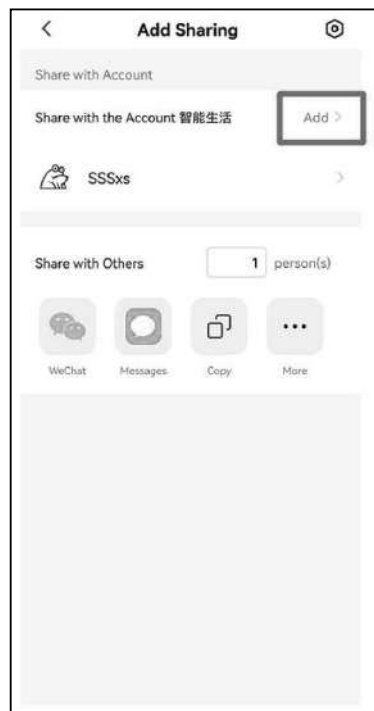 Add Sharing
Share with Account
Share with the Account 智能生活 Add
SSSxs
Share with Others 1 person(s)
WeChat Messages Copy More